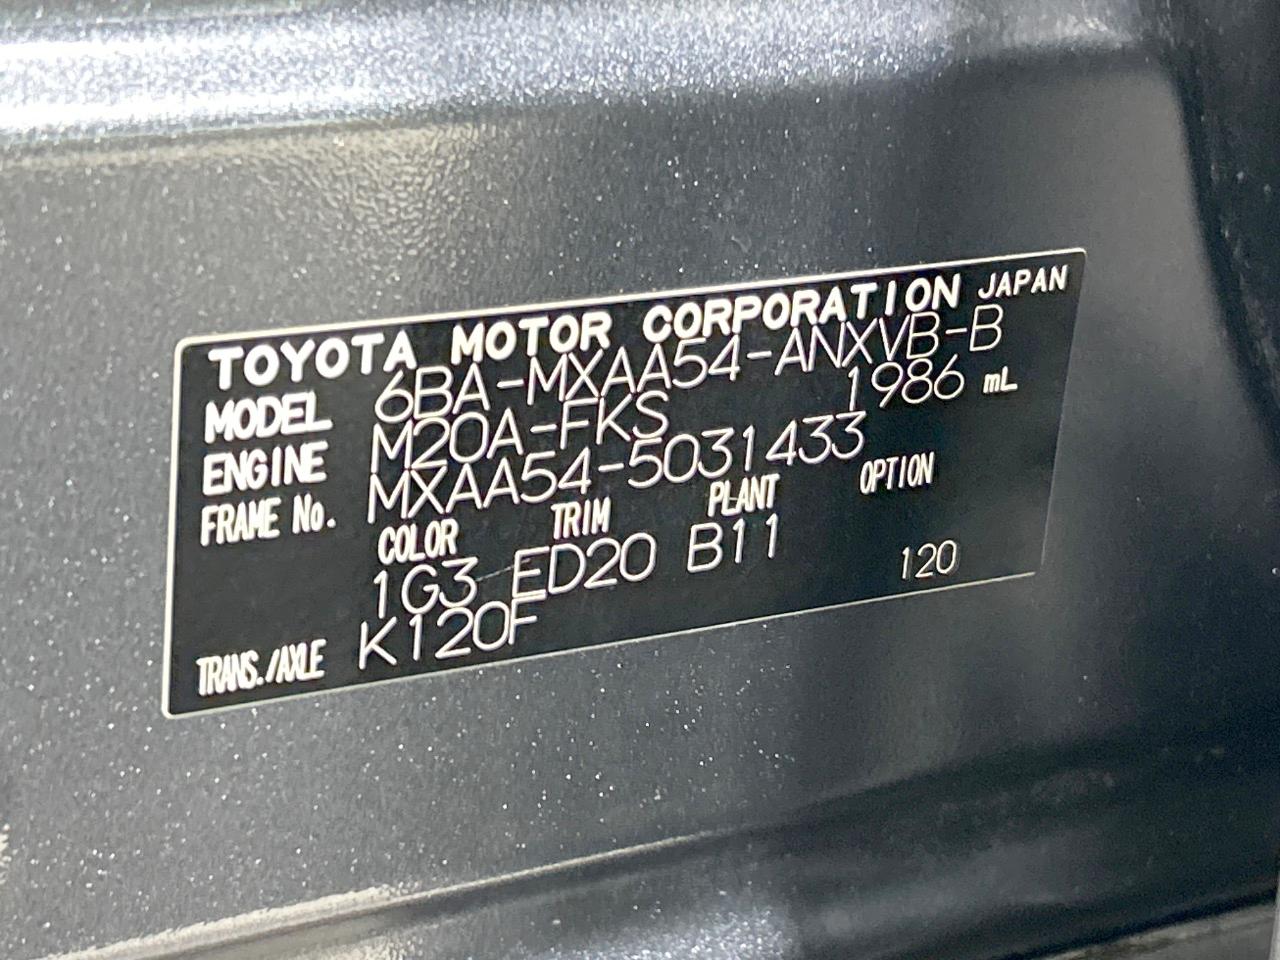 TOYOTA MOTOR CORPORATION JAPAN
MODEL 6BA-MXAA54-ANXVB-B
ENGINE M20A-FKS 1986 mL
FRAME No. MXAA54-5031433
COLOR TRIM PLANT OPTION
1G3 ED20 B11 120
TRANS./AXLE K120F